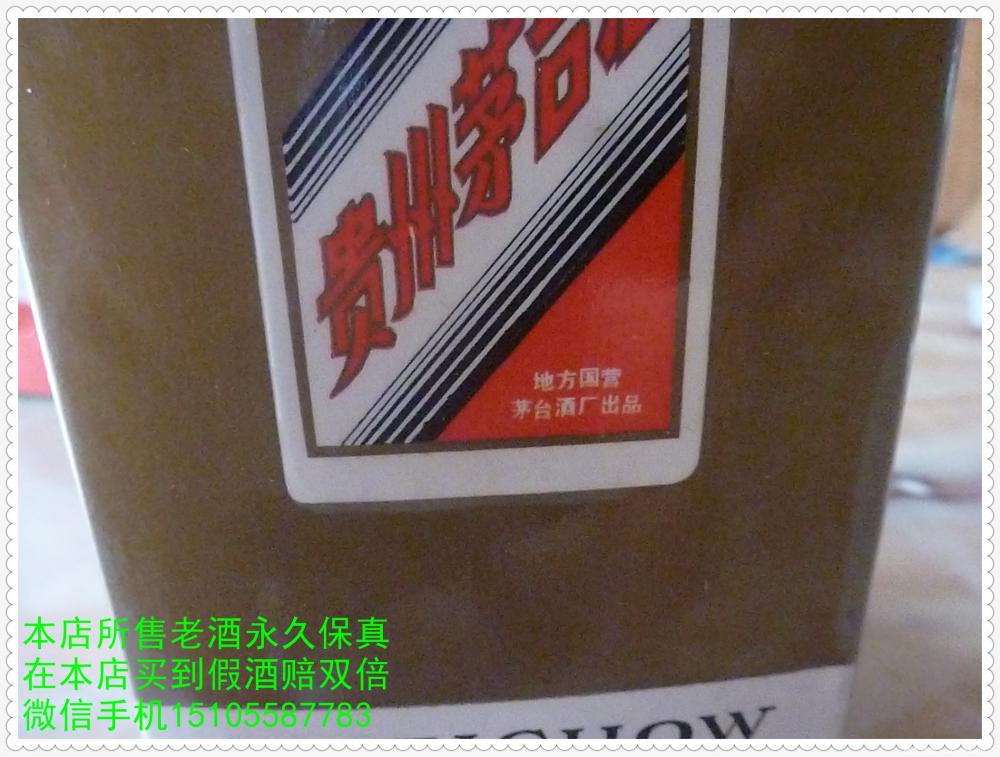 贵州茅台酒
地方国营
茅台酒厂出品
本店所售老酒永久保真
在本店买到假酒赔双倍
微信手机15105587783